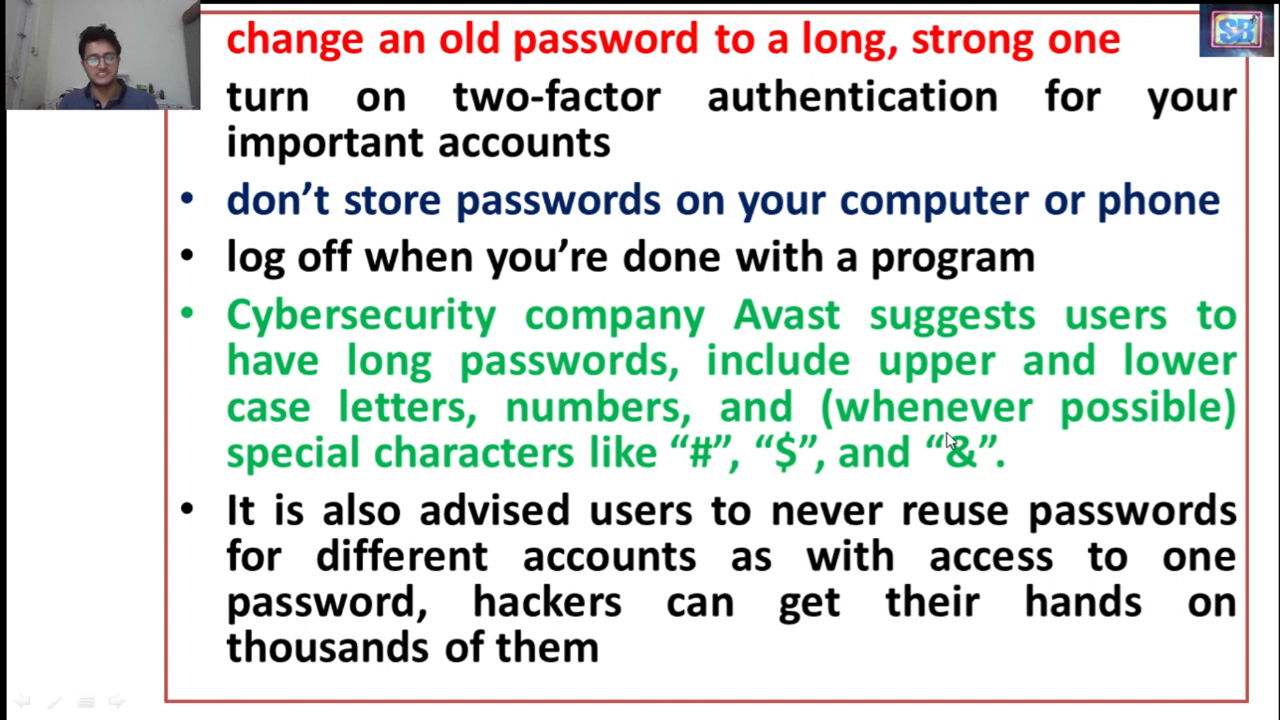 change an old password to a long, strong one
turn on two-factor authentication for your
important accounts
• don’t store passwords on your computer or phone
• log off when you’re done with a program
• Cybersecurity company Avast suggests users to
have long passwords, include upper and lower
case letters, numbers, and (whenever possible)
special characters like “#”, “$”, and “&”.
• It is also advised users to never reuse passwords
for different accounts as with access to one
password, hackers can get their hands on
thousands of them
SB